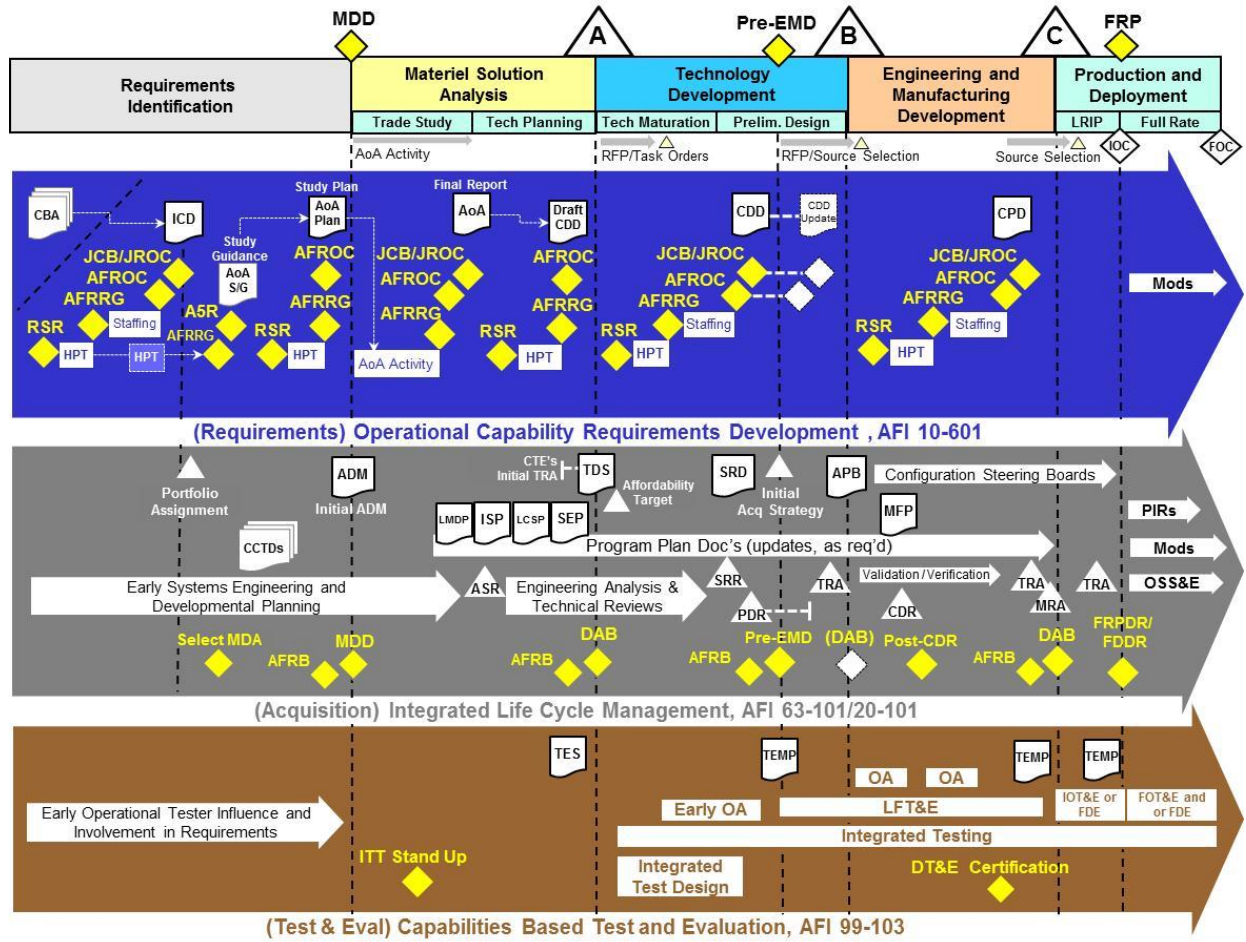 MDD
A
Pre-EMD
B
C
FRP
Requirements
Identification
Materiel Solution
Analysis
Technology
Development
Engineering and
Manufacturing
Development
Production and
Deployment
Trade Study
Tech Planning
Tech Maturation
Prelim. Design
LRIP
Full Rate
AoA Activity
RFP/Task Orders
RFP/Source Selection
Source Selection
IOC
FOC
CBA
ICD
Study Plan
AoA
Plan
Final Report
AoA
Draft
CDD
CDD
CDD
Update
CPD
Study
Guidance
AoA
S/G
JCB/JROC
AFROC
AFRRG
Staffing
RSR
HPT
HPT
A5R
AFRRG
AFROC
AFRRG
RSR
HPT
JCB/JROC
AFROC
AFRRG
AoA Activity
AFROC
AFRRG
RSR
HPT
JCB/JROC
AFROC
AFRRG
Staffing
RSR
HPT
JCB/JROC
AFROC
AFRRG
Staffing
RSR
HPT
Mods
(Requirements) Operational Capability Requirements Development , AFI 10-601
Portfolio
Assignment
ADM
Initial ADM
CCTDs
CTE's
Initial TRA
TDS
Affordability
Target
SRD
Initial
Acq Strategy
APB
Configuration Steering Boards
MFP
LMDP
ISP
LCSP
SEP
Program Plan Doc's (updates, as req'd)
PIRs
Mods
OSS&E
Early Systems Engineering and
Developmental Planning
ASR
Engineering Analysis &
Technical Reviews
SRR
PDR
TRA
Validation/Verification
CDR
TRA
MRA
TRA
Select MDA
AFRB
MDD
AFRB
DAB
AFRB
Pre-EMD
(DAB)
Post-CDR
AFRB
DAB
FRPDR/
FDDR
(Acquisition) Integrated Life Cycle Management, AFI 63-101/20-101
TES
TEMP
TEMP
TEMP
OA
OA
Early OA
LFT&E
IOT&E or
FDE
FOT&E and
or FDE
Early Operational Tester Influence and
Involvement in Requirements
Integrated Testing
ITT Stand Up
Integrated
Test Design
DT&E Certification
(Test & Eval) Capabilities Based Test and Evaluation, AFI 99-103